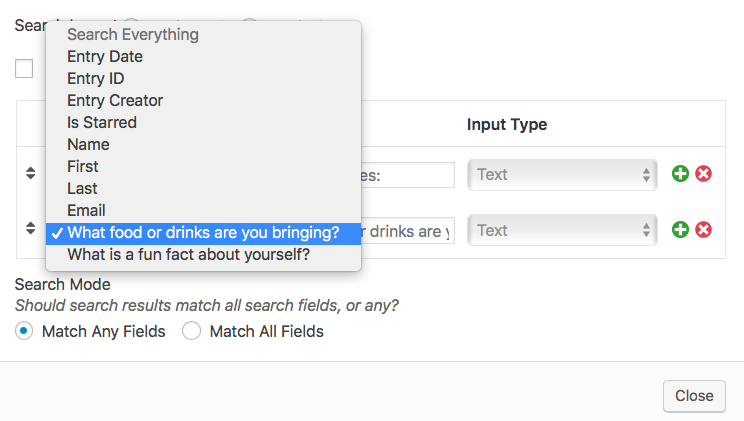 Search Everything
Entry Date
Entry ID
Entry Creator
Is Starred
Name
First
Last
Email
✓ What food or drinks are you bringing?
What is a fun fact about yourself?
Input Type
es: Text
r drinks are y Text
Search Mode
Should search results match all search fields, or any?
Match Any Fields Match All Fields
Close